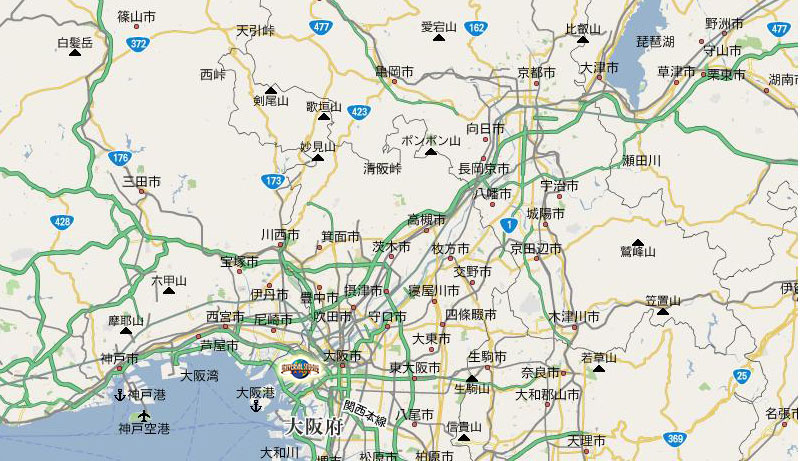 篠山市
天引峠
477
愛宕山
162
比叡山
琵琶湖
野洲市
477
白髪岳
372
守山市
西峠
亀岡市
京都市
大津市
草津市
栗東市
湖南市
剣尾山
歌垣山
423
向日市
妙見山
ポンポン山
176
清阪峠
長岡京市
瀬田川
三田市
173
八幡市
宇治市
428
高槻市
1
城陽市
川西市
箕面市
茨木市
枚方市
京田辺市
鷲峰山
宝塚市
交野市
六甲山
伊丹市
豊中市
摂津市
寝屋川市
笠置山
摩耶山
西宮市
尼崎市
吹田市
守口市
四條畷市
木津川市
芦屋市
大東市
神戸市
大阪市
生駒市
若草山
大阪湾
東大阪市
奈良市
25
神戸港
大阪港
生駒山
大和郡山市
関西本線
神戸空港
大阪府
八尾市
名張市
信貴山
369
大和川
天理市
堺市
松原市
柏原市